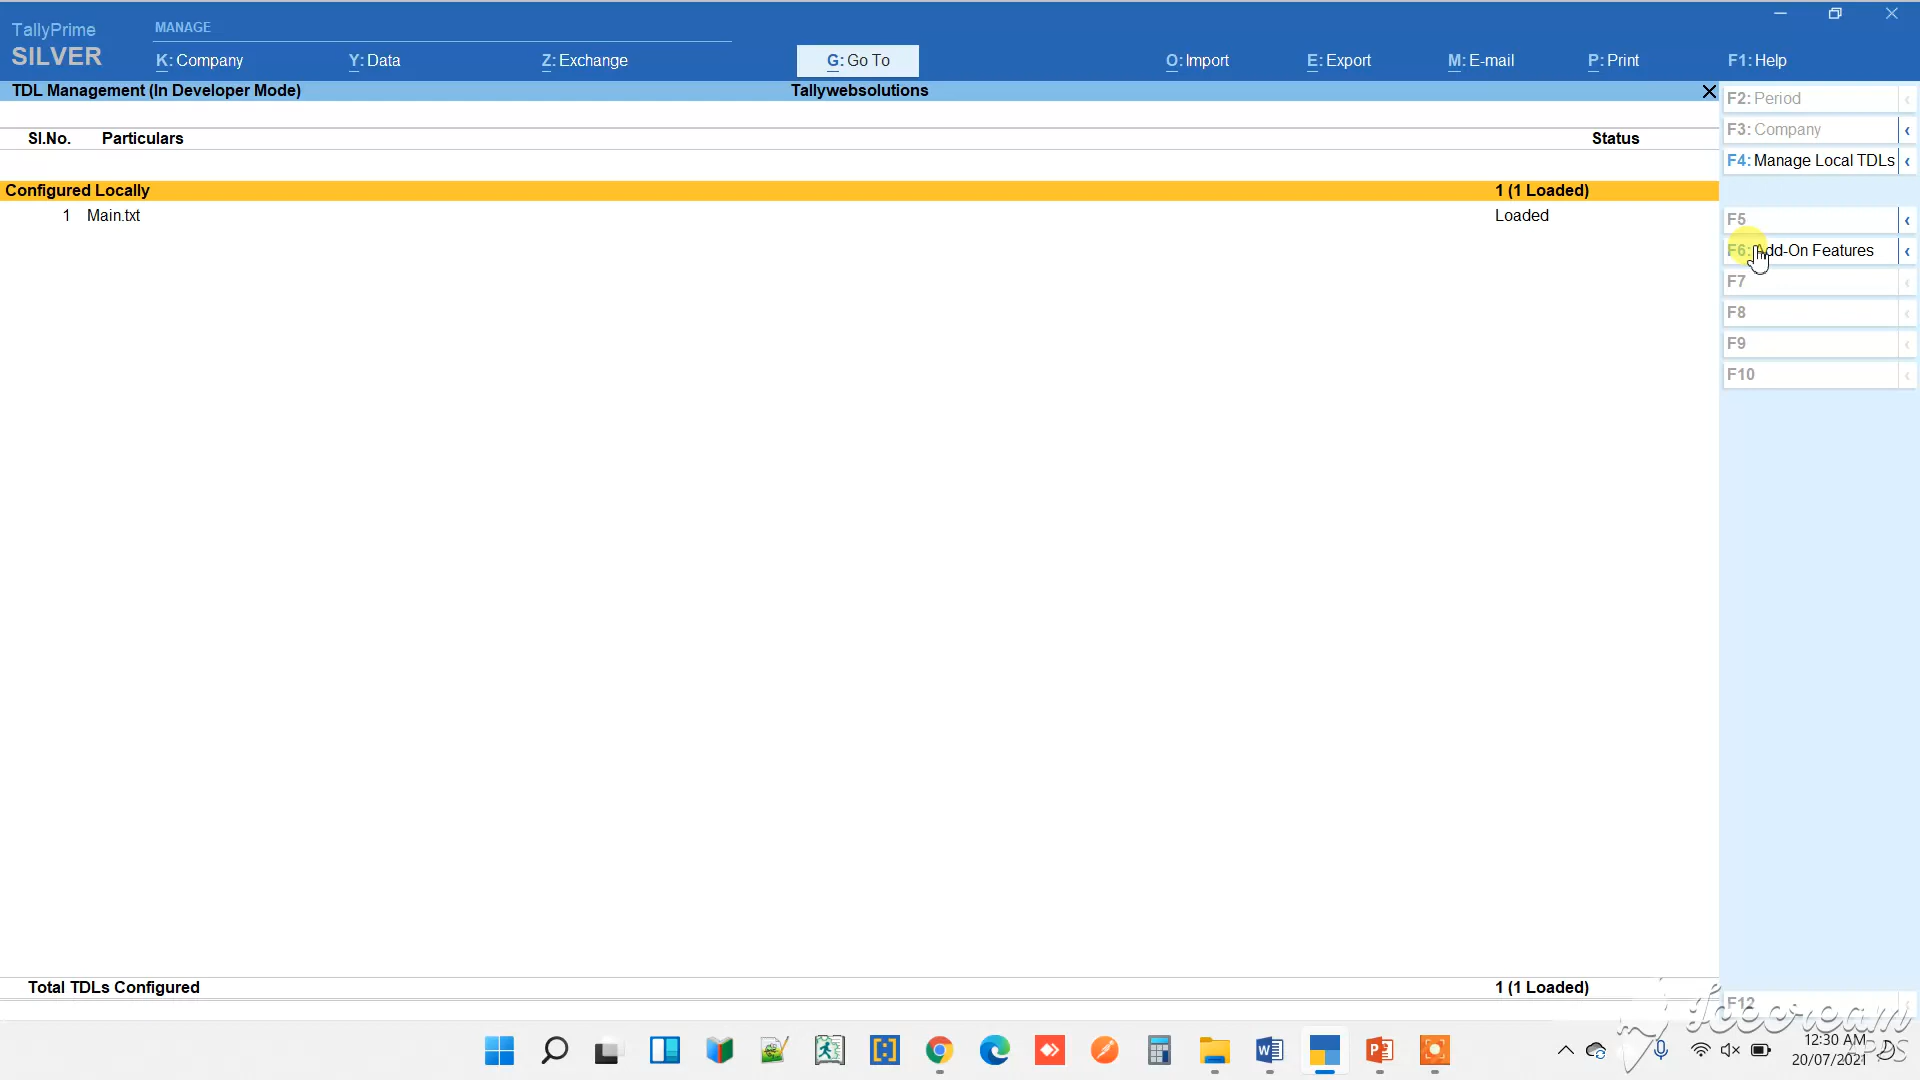 TallyPrime
SILVER
MANAGE
K: Company
Y: Data
Z: Exchange
G: Go To
O: Import
E: Export
M: E-mail
P: Print
F1: Help
TDL Management (In Developer Mode)
Tallywebsolutions
Sl.No. Particulars Status
Configured Locally 1 (1 Loaded)
1 Main.txt Loaded
Total TDLs Configured 1 (1 Loaded)
F2: Period
F3: Company
F4: Manage Local TDLs
F5
F6: Add-On Features
F7
F8
F9
F10
F12
Icecream
APPS
12:30 AM
20/07/2021